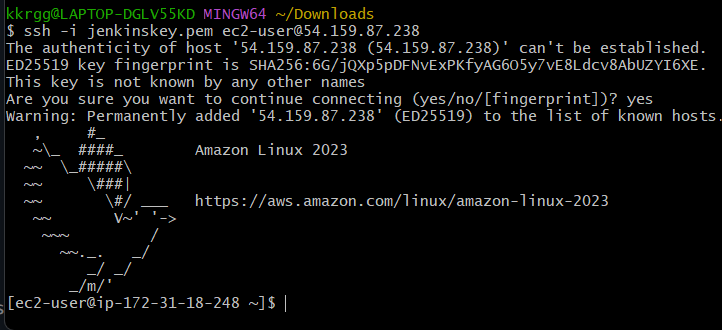 kkrgg@LAPTOP-DGLV55KD MINGW64 ~/Downloads
$ ssh -i jenkinskey.pem ec2-user@54.159.87.238
The authenticity of host '54.159.87.238 (54.159.87.238)' can't be established.
ED25519 key fingerprint is SHA256:6G/jQXp5pDFNvExPKfyAG6O5y7vE8Ldcv8AbUZYI6XE.
This key is not known by any other names
Are you sure you want to continue connecting (yes/no/[fingerprint])? yes
Warning: Permanently added '54.159.87.238' (ED25519) to the list of known hosts.
   ,     #_
   ~\_  ####_        Amazon Linux 2023
  ~~  \_#####\
  ~~     \###|
  ~~       \#/ ___   https://aws.amazon.com/linux/amazon-linux-2023
   ~~       V~' '->
    ~~~         /
      ~~._.   _/
         _/ _/
       _/m/'
[ec2-user@ip-172-31-18-248 ~]$